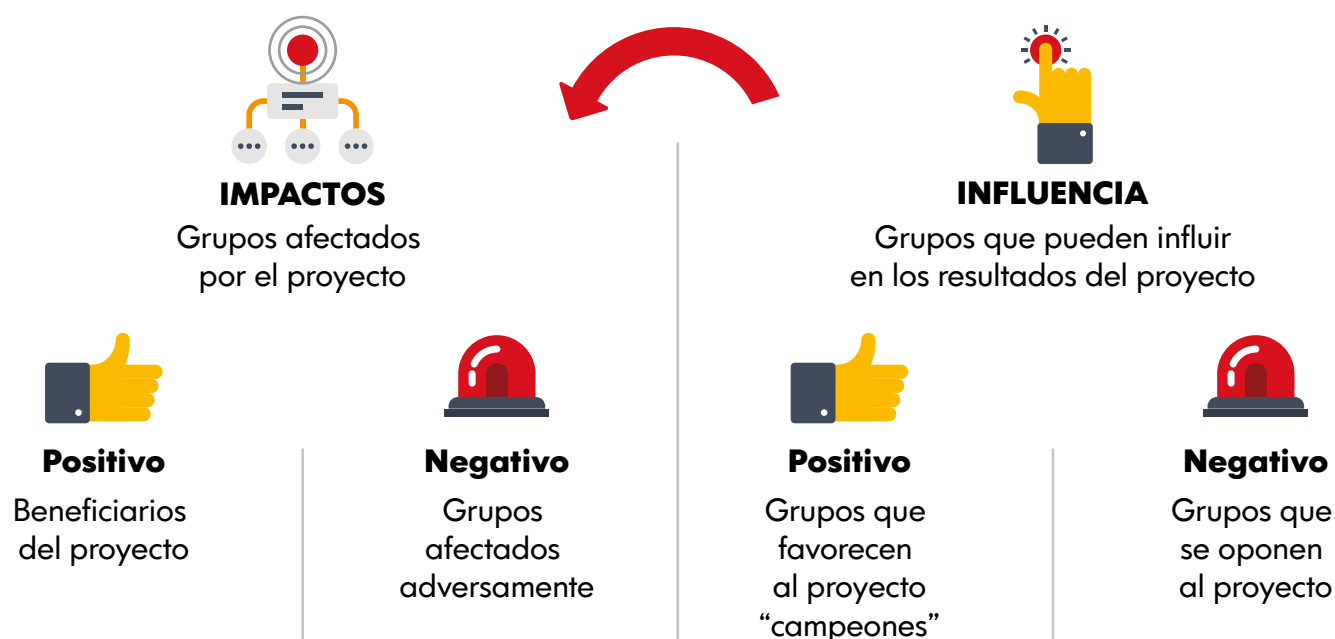 IMPACTOS
Grupos afectados
por el proyecto
INFLUENCIA
Grupos que pueden influir
en los resultados del proyecto
Positivo
Beneficiarios
del proyecto
Negativo
Grupos
afectados
adversamente
Positivo
Grupos que
favorecen
al proyecto
“campeones”
Negativo
Grupos que
se oponen
al proyecto